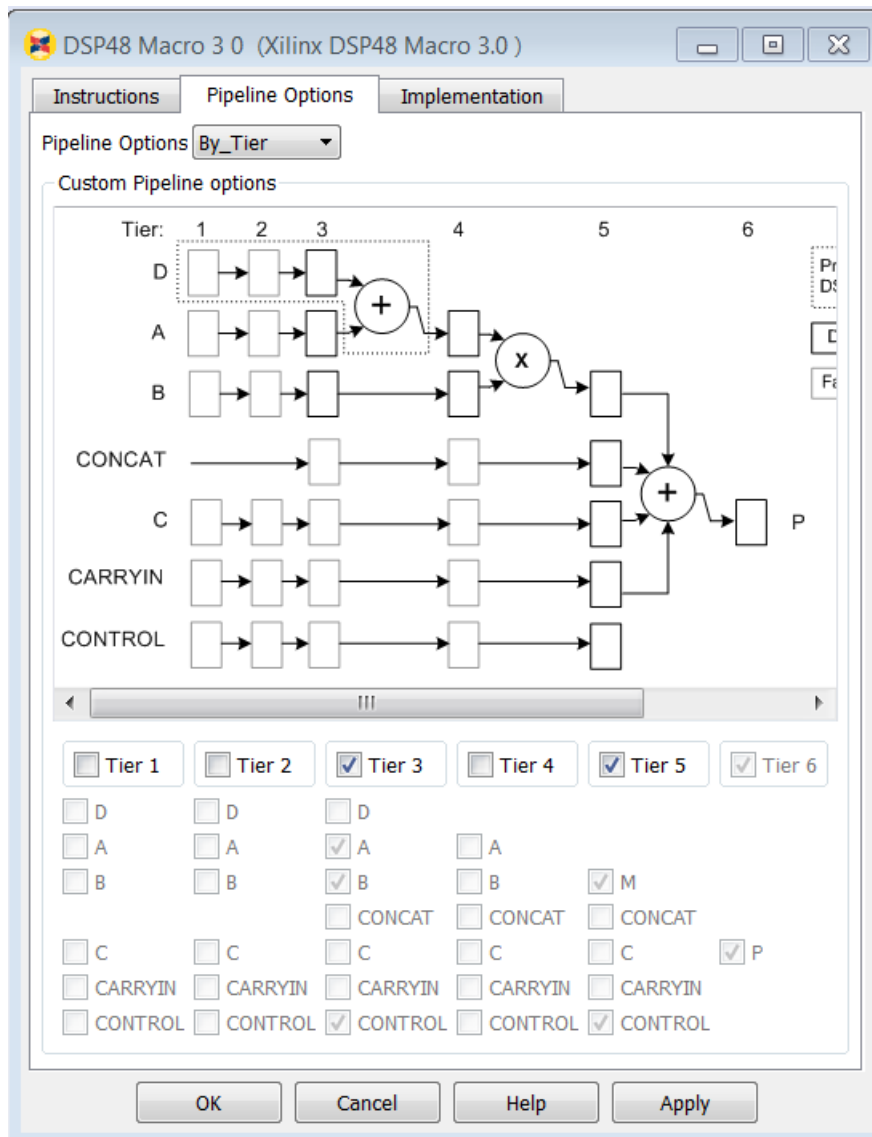 DSP48 Macro 3 0 (Xilinx DSP48 Macro 3.0 )
Instructions Pipeline Options Implementation
Pipeline Options By_Tier
Custom Pipeline options
Tier: 1 2 3 4 5 6
D
+
Pr
A
X
B
CONCAT
+
C P
CARRYIN
CONTROL
Tier 1 Tier 2 Tier 3 Tier 4 Tier 5 Tier 6
D D D
A A A A
B B B B M
CONCAT CONCAT CONCAT
C C C C C P
CARRYIN CARRYIN CARRYIN CARRYIN CARRYIN
CONTROL CONTROL CONTROL CONTROL CONTROL
OK Cancel Help Apply